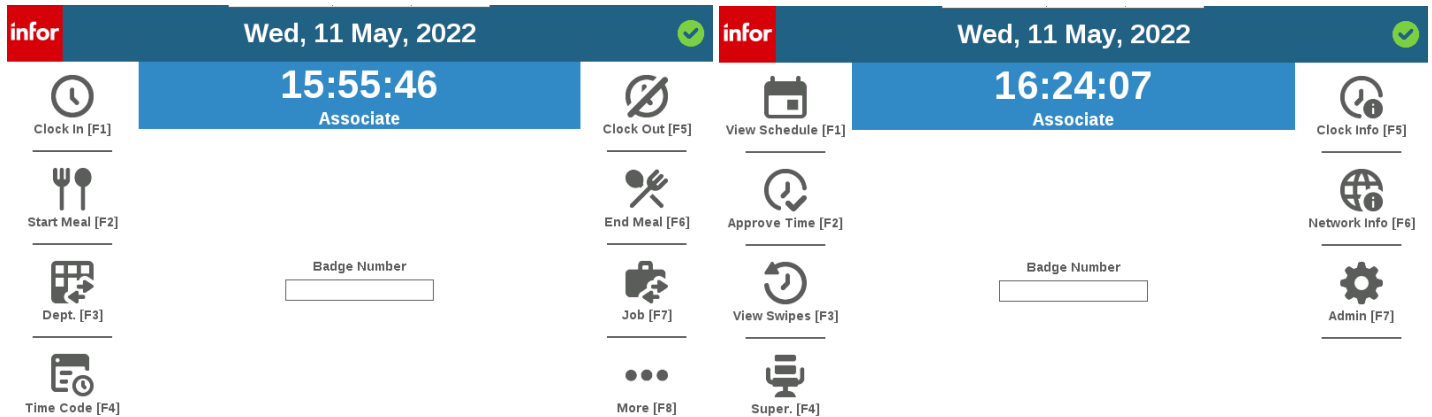 infor
Wed, 11 May, 2022
15:55:46
Associate
Clock In [F1]
Start Meal [F2]
Dept. [F3]
Time Code [F4]
Badge Number
Clock Out [F5]
End Meal [F6]
Job [F7]
More [F8]
infor
Wed, 11 May, 2022
16:24:07
Associate
View Schedule [F1]
Approve Time [F2]
View Swipes [F3]
Super. [F4]
Badge Number
Clock Info [F5]
Network Info [F6]
Admin [F7]